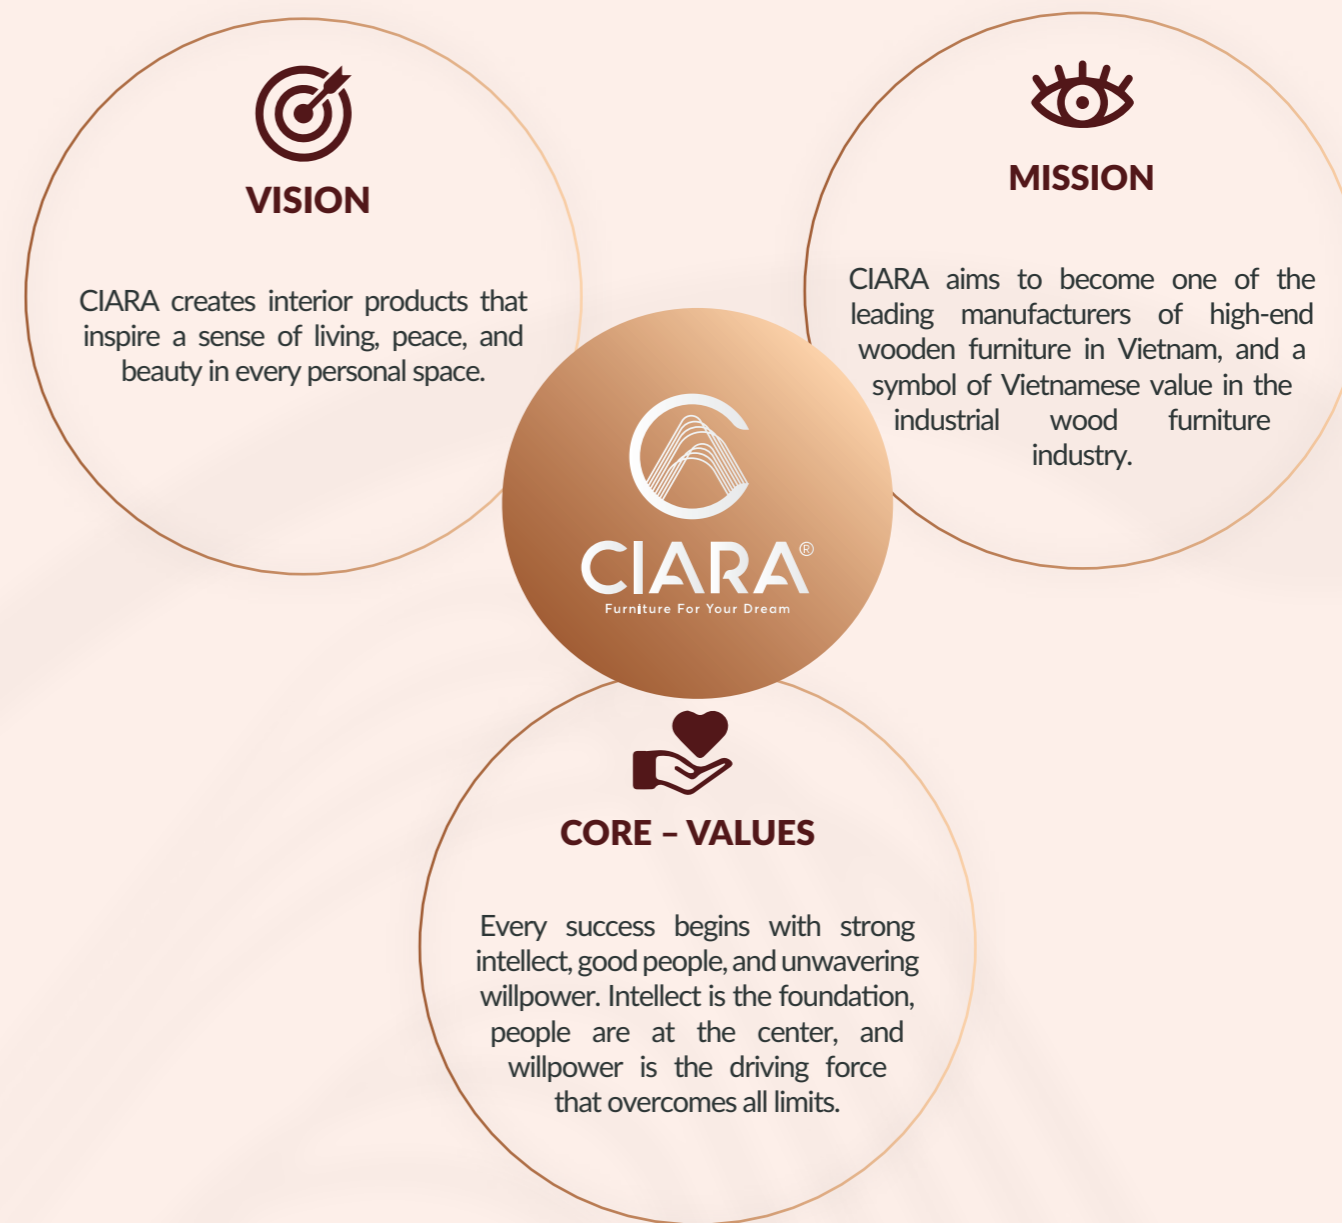 VISION
CIARA creates interior products that
inspire a sense of living, peace, and
beauty in every personal space.
MISSION
CIARA aims to become one of the
leading manufacturers of high-end
wooden furniture in Vietnam, and a
symbol of Vietnamese value in the
industrial wood furniture
industry.
CIARA®
Furniture For Your Dream
CORE – VALUES
Every success begins with strong
intellect, good people, and unwavering
willpower. Intellect is the foundation,
people are at the center, and
willpower is the driving force
that overcomes all limits.